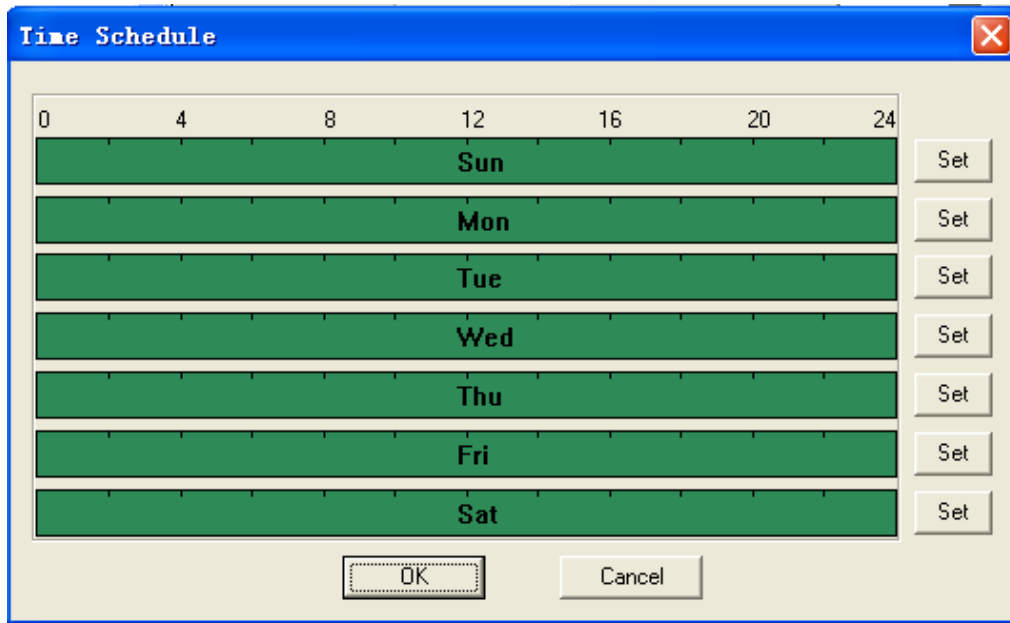 Time Schedule
0 4 8 12 16 20 24
Sun Set
Mon Set
Tue Set
Wed Set
Thu Set
Fri Set
Sat Set
OK Cancel